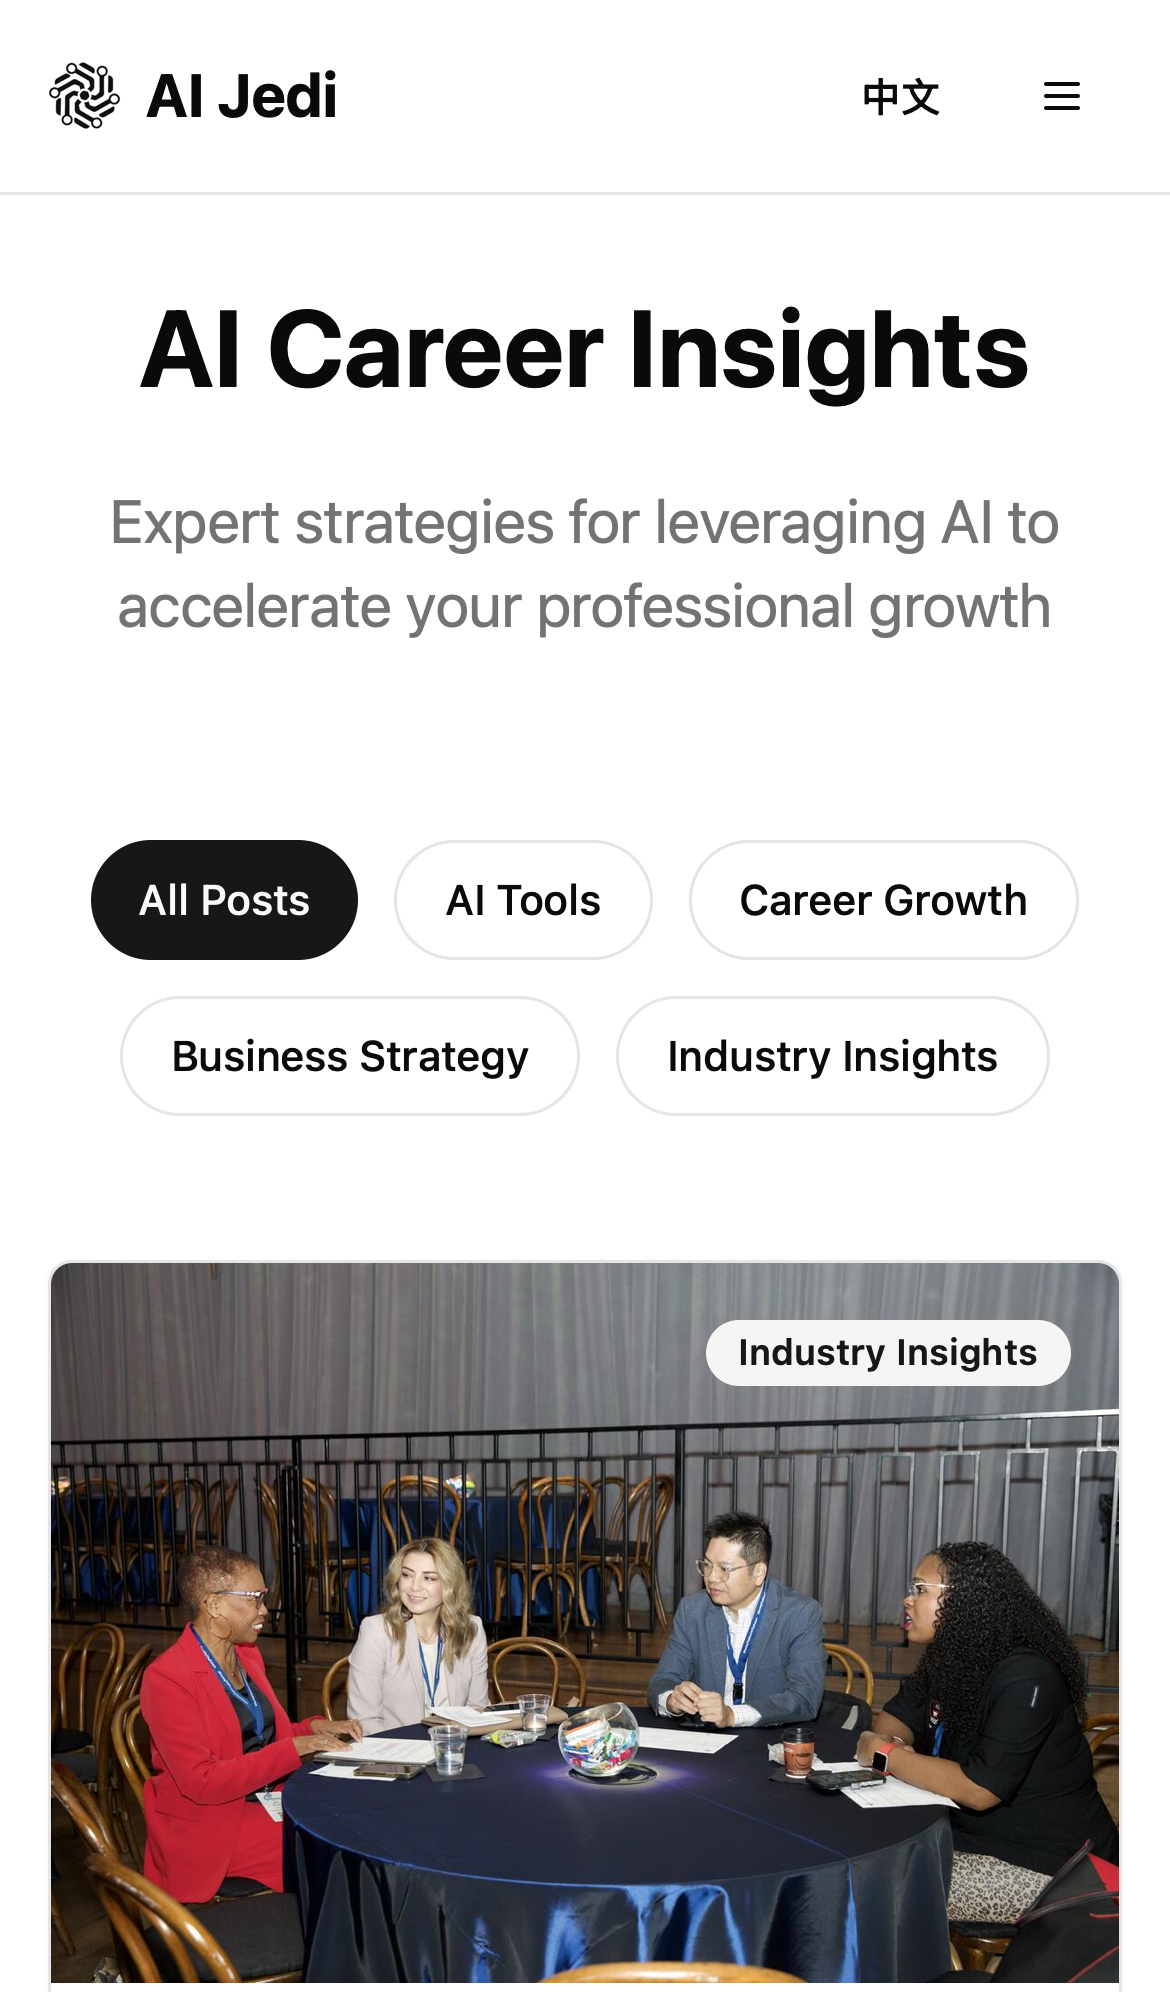 AI Jedi
中文
AI Career Insights
Expert strategies for leveraging AI to
accelerate your professional growth
All Posts
AI Tools
Career Growth
Business Strategy
Industry Insights
Industry Insights